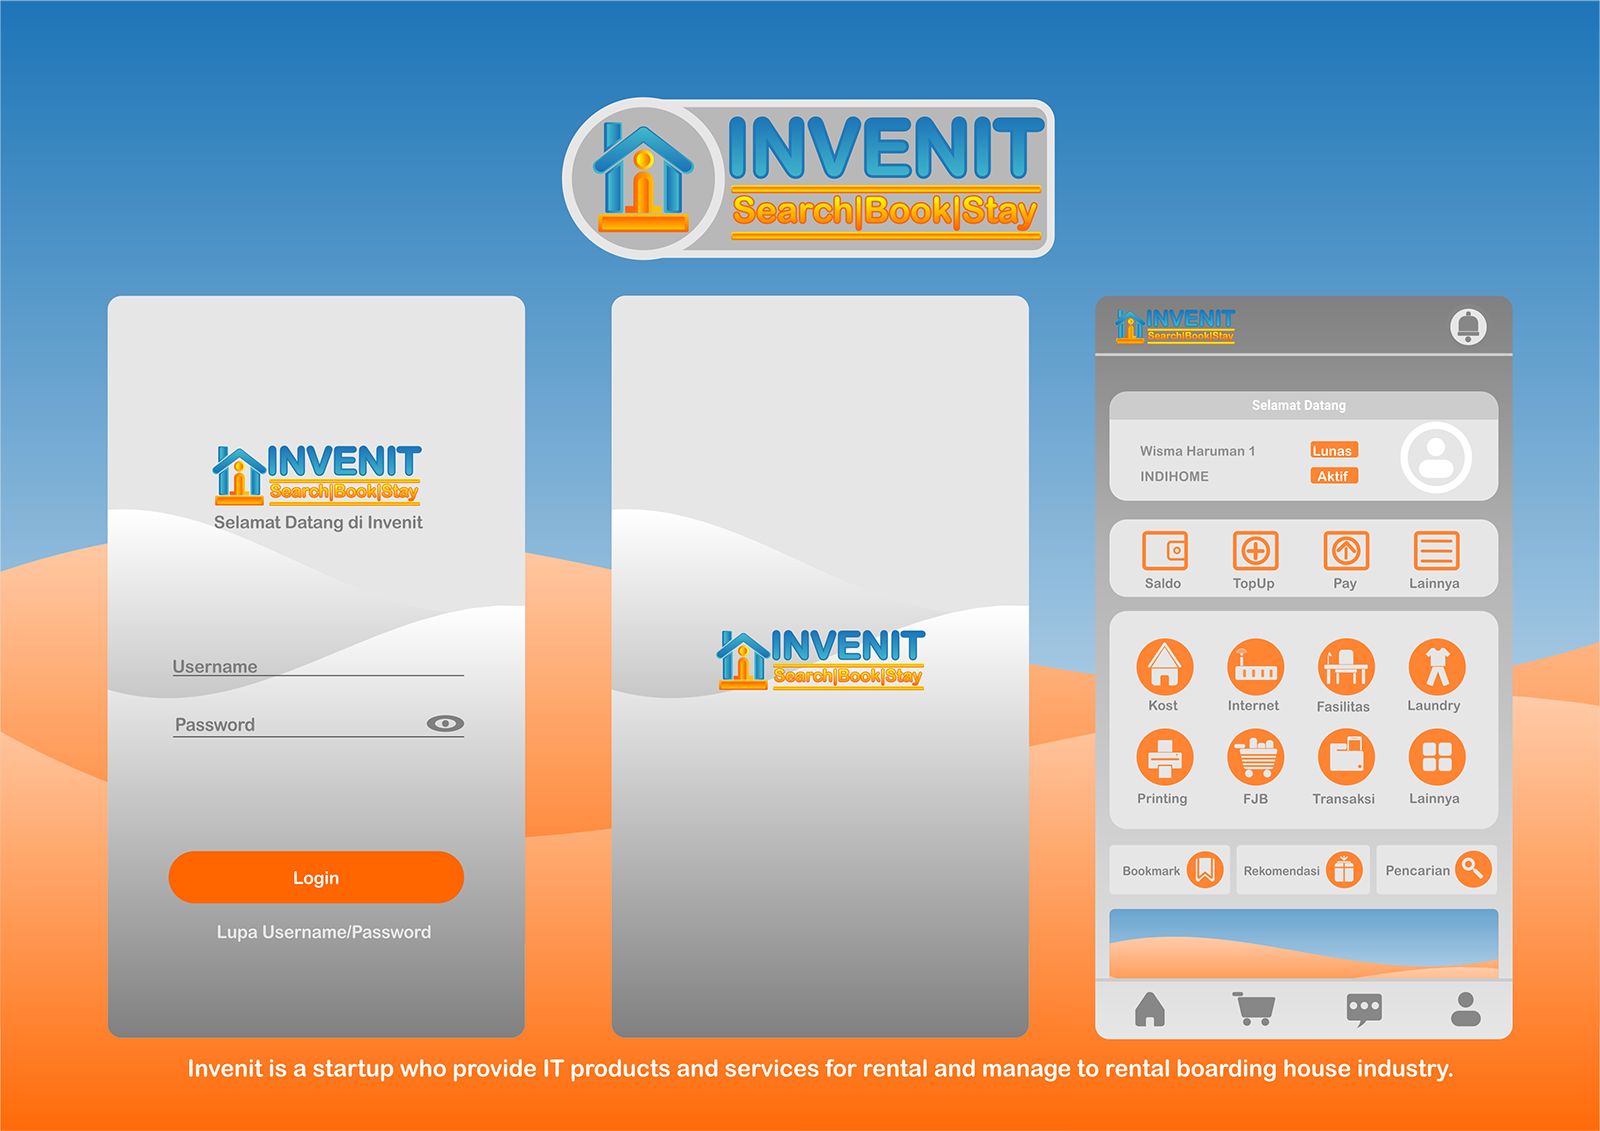 INVENIT
Search|Book|Stay
INVENIT
Search|Book|Stay
Selamat Datang di Invenit
Username
Password
Login
Lupa Username/Password
INVENIT
Search|Book|Stay
INVENIT
Search|Book|Stay
Selamat Datang
Wisma Haruman 1 Lunas
INDIHOME Aktif
Saldo TopUp Pay Lainnya
Kost Internet Fasilitas Laundry
Printing FJB Transaksi Lainnya
Bookmark Rekomendasi Pencarian
Invenit is a startup who provide IT products and services for rental and manage to rental boarding house industry.